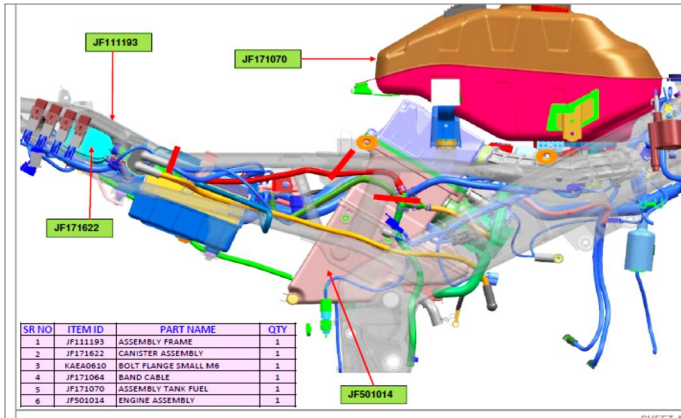 JF111193
JF171070
JF171622
SR NO ITEM ID PART NAME QTY
1 JF111193 ASSEMBLY FRAME 1
2 JF171622 CANISTER ASSEMBLY 1
3 KAEA0610 BOLT FLANGE SMALL M6 1
4 JF171064 BAND CABLE 1
5 JF171070 ASSEMBLY TANK FUEL 1
6 JF501014 ENGINE ASSEMBLY 1
JF501014